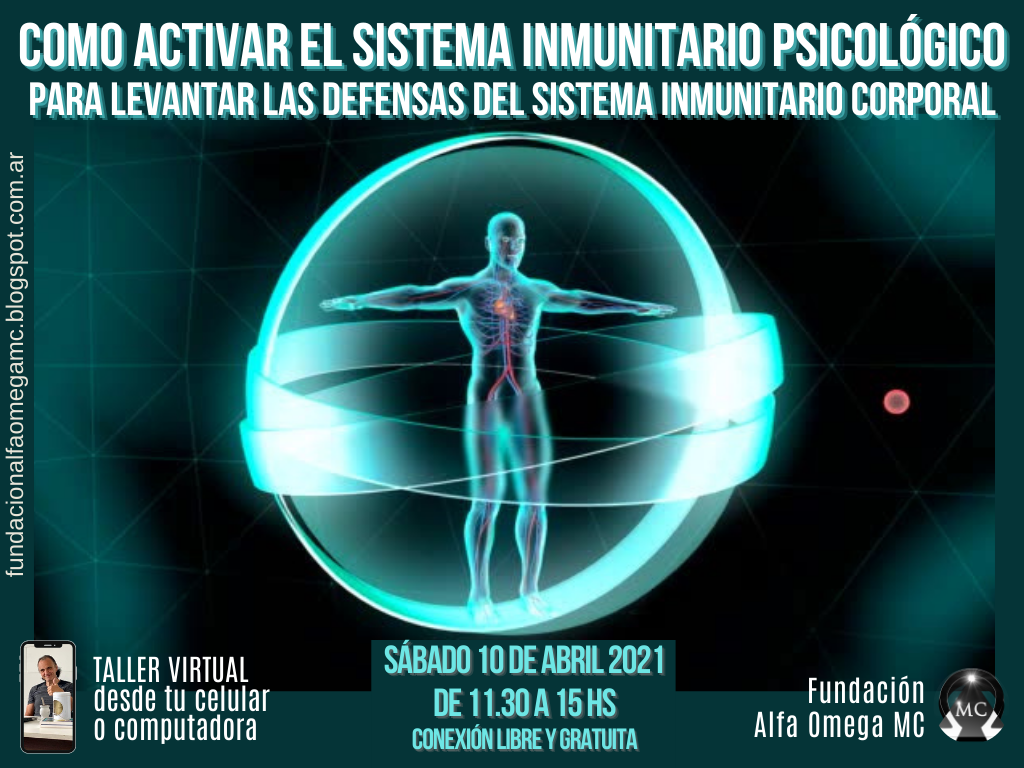 COMO ACTIVAR EL SISTEMA INMUNITARIO PSICOLÓGICO
PARA LEVANTAR LAS DEFENSAS DEL SISTEMA INMUNITARIO CORPORAL
fundacionalfaomegamc.blogspot.com.ar
TALLER VIRTUAL
desde tu celular
o computadora
SÁBADO 10 DE ABRIL 2021
DE 11.30 A 15 HS
CONEXIÓN LIBRE Y GRATUITA
Fundación
Alfa Omega MC
MC